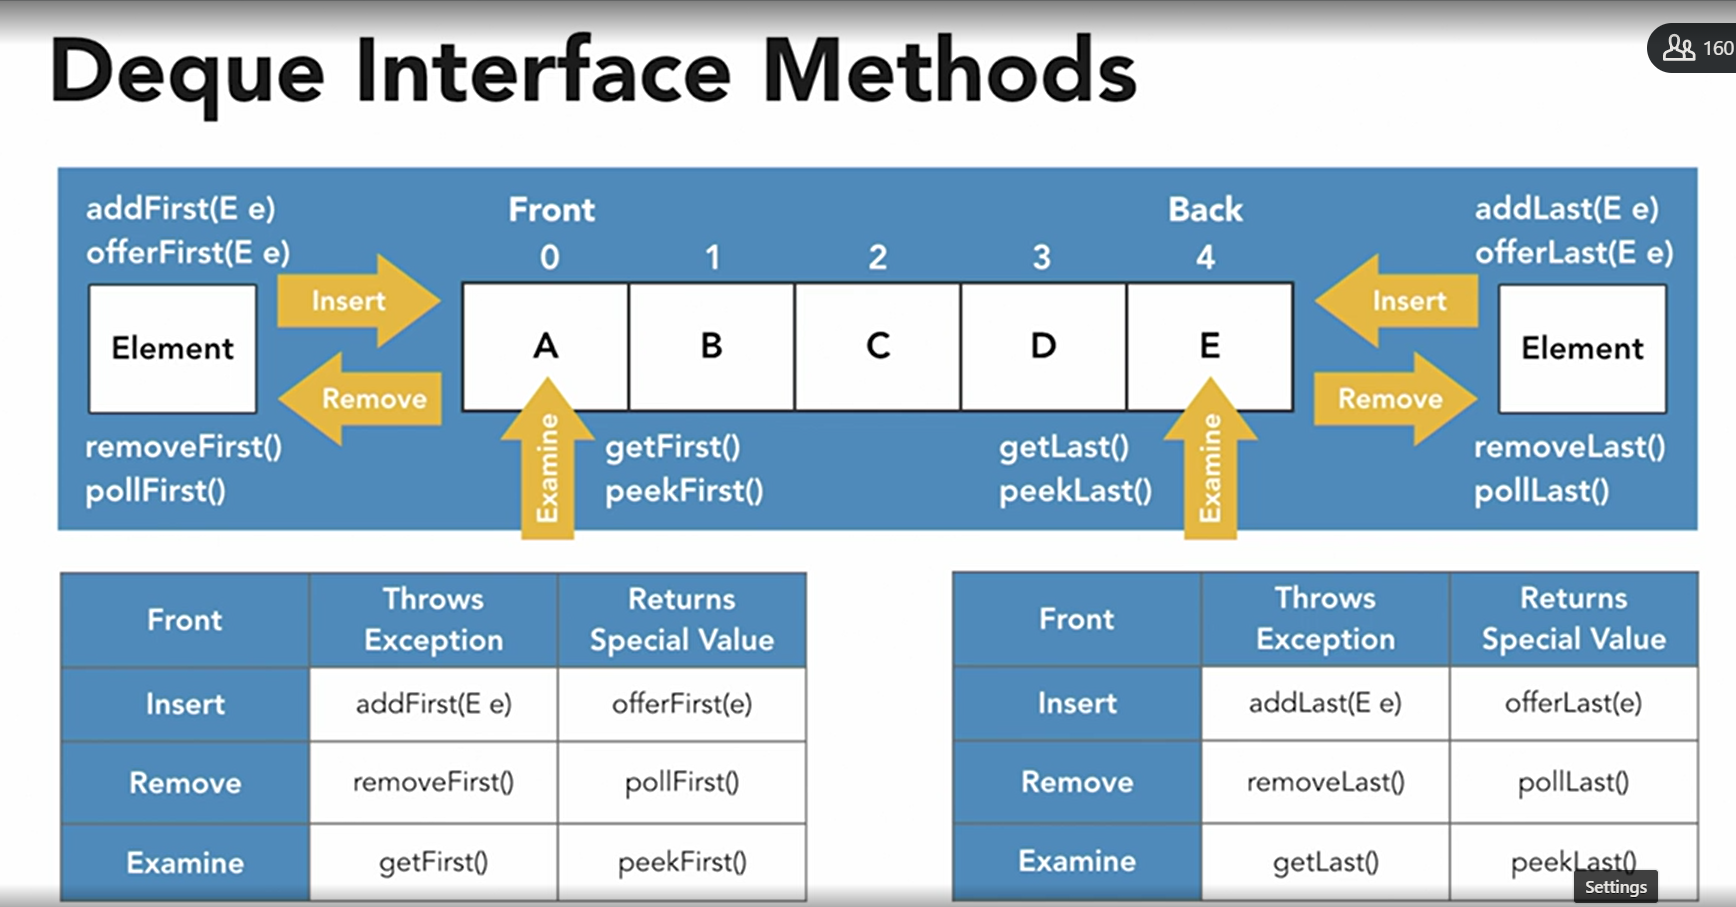 Deque Interface Methods
160
addFirst(E e)
offerFirst(E e)
Front
Back
addLast(E e)
offerLast(E e)
0 1 2 3 4
Insert
Insert
Element
A B C D E
Element
Remove
Remove
removeFirst()
pollFirst()
Examine
getFirst()
peekFirst()
getLast()
peekLast()
Examine
removeLast()
pollLast()
Front
Throws
Exception
Returns
Special Value
Insert addFirst(E e) offerFirst(e)
Remove removeFirst() pollFirst()
Examine getFirst() peekFirst()
Front
Throws
Exception
Returns
Special Value
Insert addLast(E e) offerLast(e)
Remove removeLast() pollLast()
Examine getLast() peekLast()
Settings